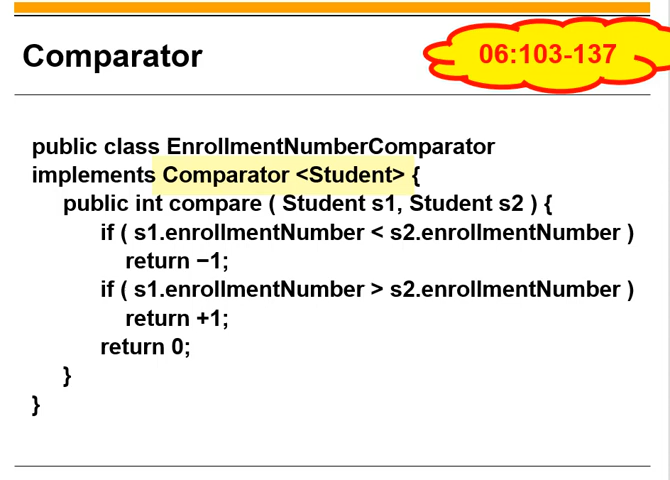 Comparator
06:103-137
public class EnrollmentNumberComparator
implements Comparator <Student> {
public int compare ( Student s1, Student s2 ) {
if ( s1.enrollmentNumber < s2.enrollmentNumber )
return −1;
if ( s1.enrollmentNumber > s2.enrollmentNumber )
return +1;
return 0;
}
}